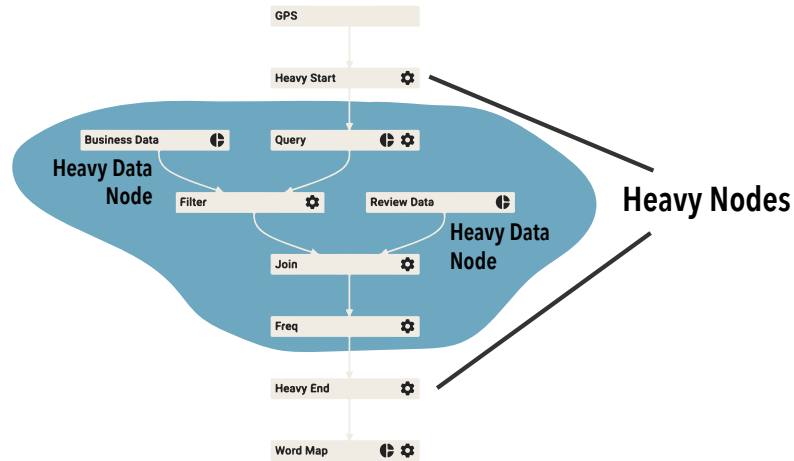 GPS
Heavy Start
Business Data
Query
Heavy Data
Node
Heavy Nodes
Filter
Review Data
Heavy Data
Node
Join
Freq
Heavy End
Word Map